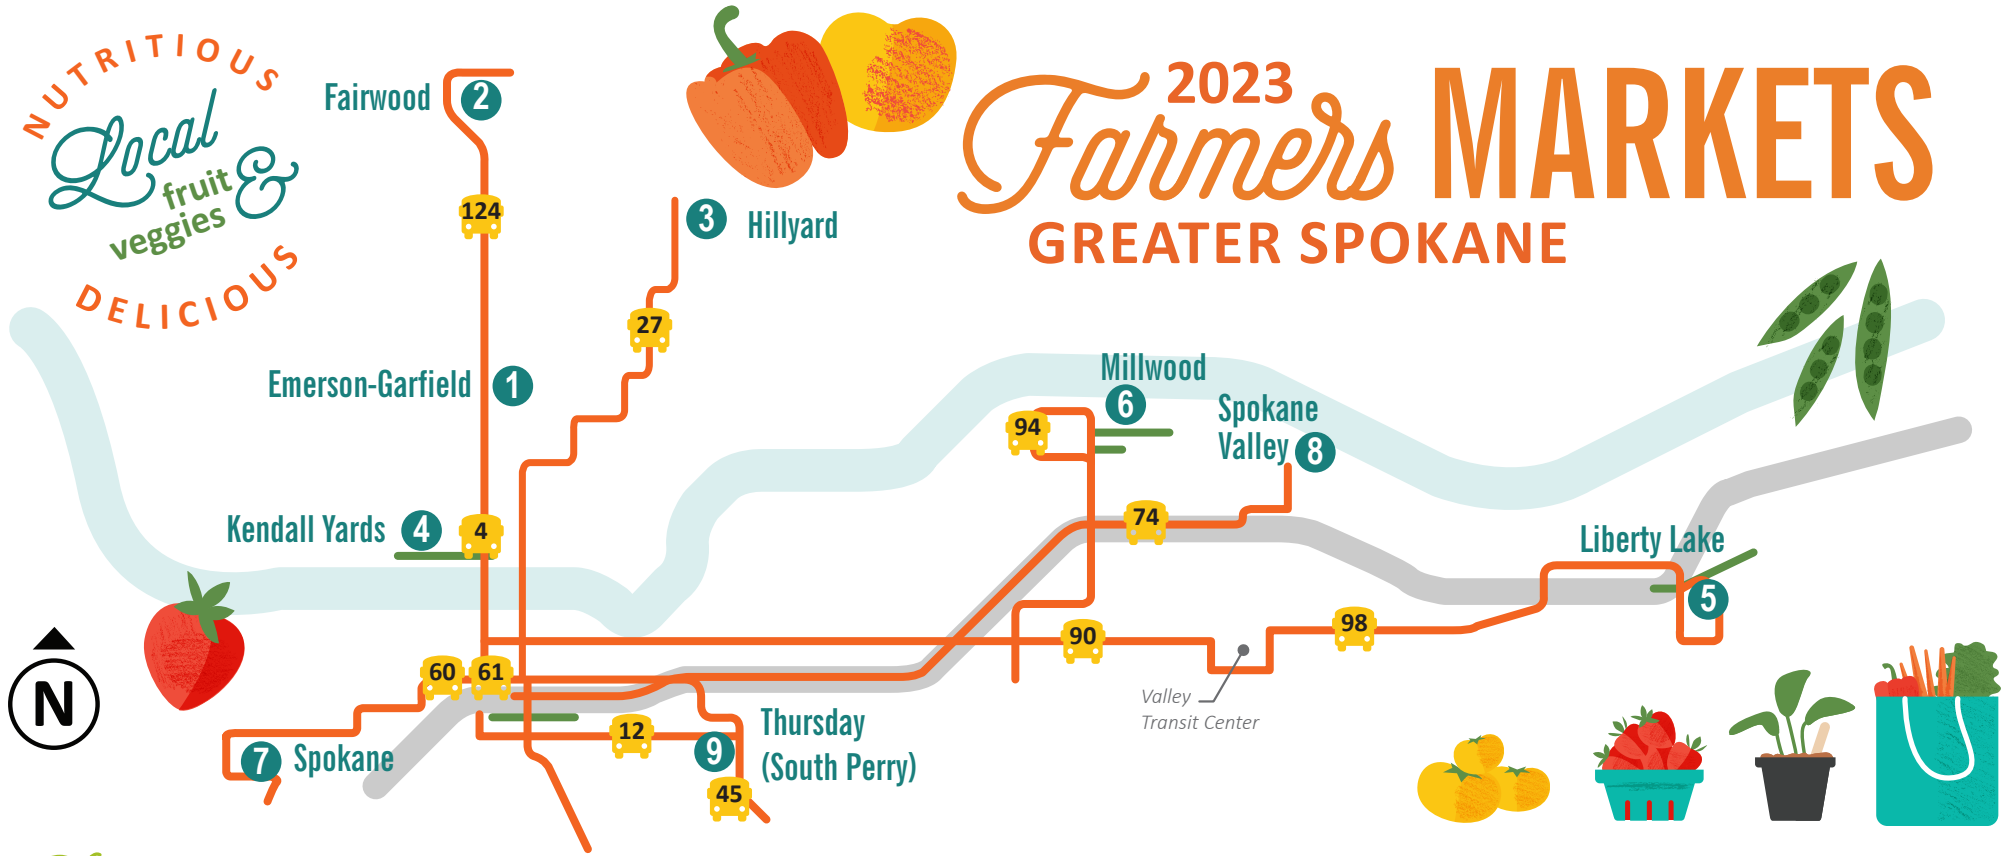 NUTRITIOUS
Local
fruit &
veggies
DELICIOUS
2023
Farmers MARKETS
GREATER SPOKANE
Fairwood 2
124
3 Hillyard
27
Emerson-Garfield 1
Millwood
6
94
Spokane
Valley 8
Kendall Yards 4
4
74
Liberty Lake
5
98
90
Valley
Transit Center
60
61
N
7 Spokane
12
9
Thursday
(South Perry)
45